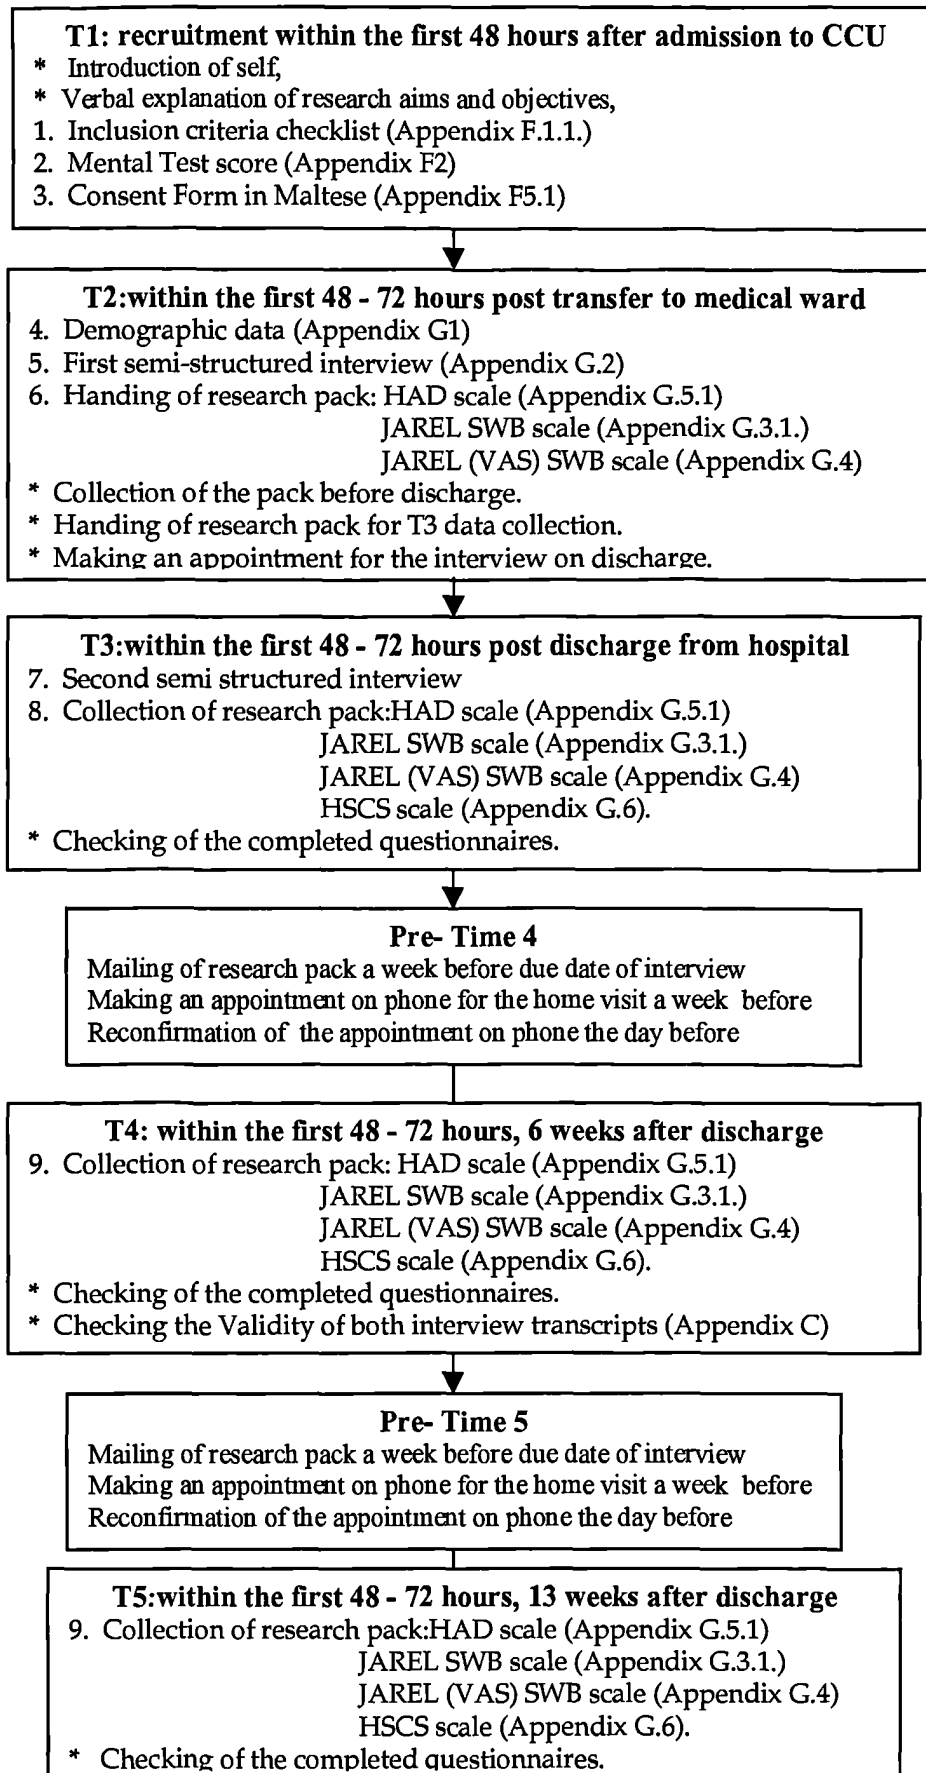 T1: recruitment within the first 48 hours after admission to CCU
* Introduction of self,
* Verbal explanation of research aims and objectives,
1. Inclusion criteria checklist (Appendix F.1.1.)
2. Mental Test score (Appendix F2)
3. Consent Form in Maltese (Appendix F5.1)
T2:within the first 48 - 72 hours post transfer to medical ward
4. Demographic data (Appendix G1)
5. First semi-structured interview (Appendix G.2)
6. Handing of research pack: HAD scale (Appendix G.5.1)
JAREL SWB scale (Appendix G.3.1.)
JAREL (VAS) SWB scale (Appendix G.4)
* Collection of the pack before discharge.
* Handing of research pack for T3 data collection.
* Making an appointment for the interview on discharge.
T3:within the first 48 - 72 hours post discharge from hospital
7. Second semi structured interview
8. Collection of research pack:HAD scale (Appendix G.5.1)
JAREL SWB scale (Appendix G.3.1.)
JAREL (VAS) SWB scale (Appendix G.4)
HSCS scale (Appendix G.6).
* Checking of the completed questionnaires.
Pre- Time 4
Mailing of research pack a week before due date of interview
Making an appointment on phone for the home visit a week before
Reconfirmation of the appointment on phone the day before
T4: within the first 48 - 72 hours, 6 weeks after discharge
9. Collection of research pack: HAD scale (Appendix G.5.1)
JAREL SWB scale (Appendix G.3.1.)
JAREL (VAS) SWB scale (Appendix G.4)
HSCS scale (Appendix G.6).
* Checking of the completed questionnaires.
* Checking the Validity of both interview transcripts (Appendix C)
Pre- Time 5
Mailing of research pack a week before due date of interview
Making an appointment on phone for the home visit a week before
Reconfirmation of the appointment on phone the day before
T5:within the first 48 - 72 hours, 13 weeks after discharge
9. Collection of research pack:HAD scale (Appendix G.5.1)
JAREL SWB scale (Appendix G.3.1.)
JAREL (VAS) SWB scale (Appendix G.4)
HSCS scale (Appendix G.6).
* Checking of the completed questionnaires.